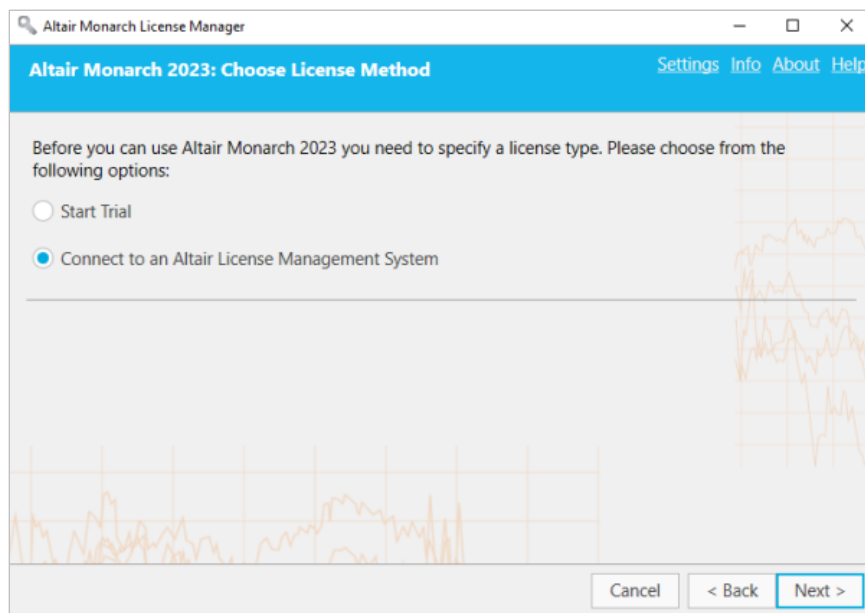 Altair Monarch License Manager
Altair Monarch 2023: Choose License Method
Settings Info About Help
Before you can use Altair Monarch 2023 you need to specify a license type. Please choose from the
following options:
Start Trial
Connect to an Altair License Management System
Cancel
< Back
Next >